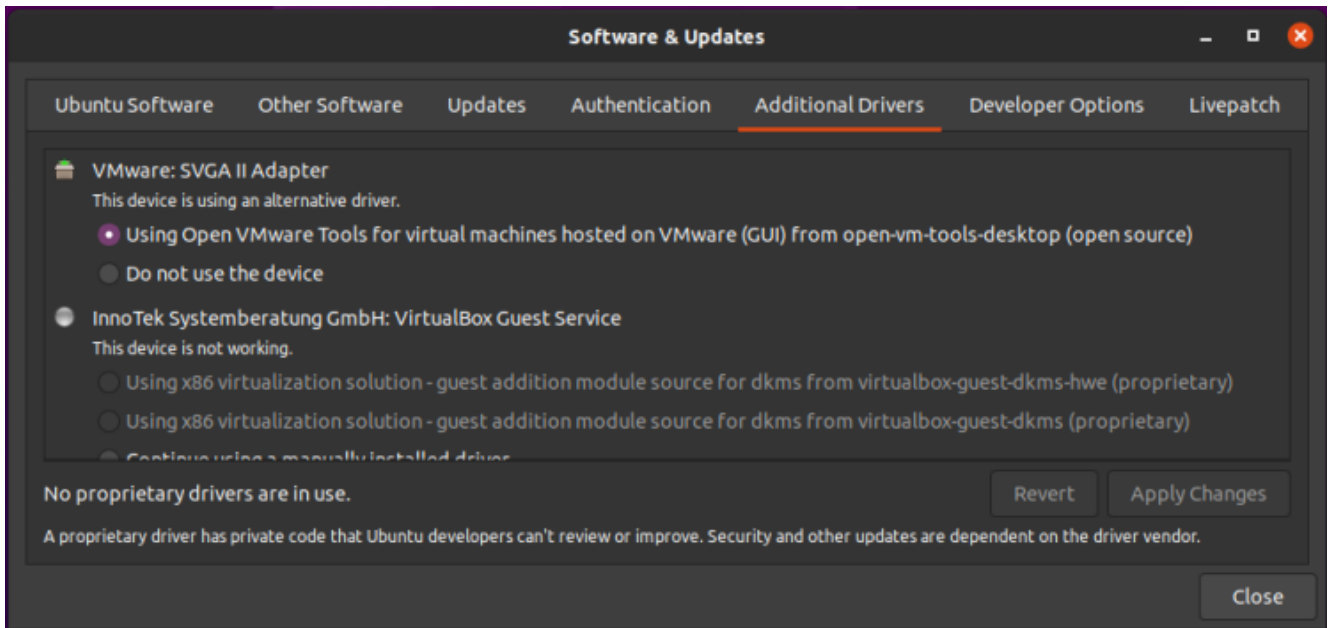 Software & Updates
Ubuntu Software Other Software Updates Authentication Additional Drivers Developer Options Livepatch
VMware: SVGA II Adapter
This device is using an alternative driver.
Using Open VMware Tools for virtual machines hosted on VMware (GUI) from open-vm-tools-desktop (open source)
Do not use the device
InnoTek Systemberatung GmbH: VirtualBox Guest Service
This device is not working.
Using x86 virtualization solution - guest addition module source for dkms from virtualbox-guest-dkms-hwe (proprietary)
Using x86 virtualization solution - guest addition module source for dkms from virtualbox-guest-dkms (proprietary)
Continue using a manually installed driver
No proprietary drivers are in use.
Revert Apply Changes
A proprietary driver has private code that Ubuntu developers can't review or improve. Security and other updates are dependent on the driver vendor.
Close